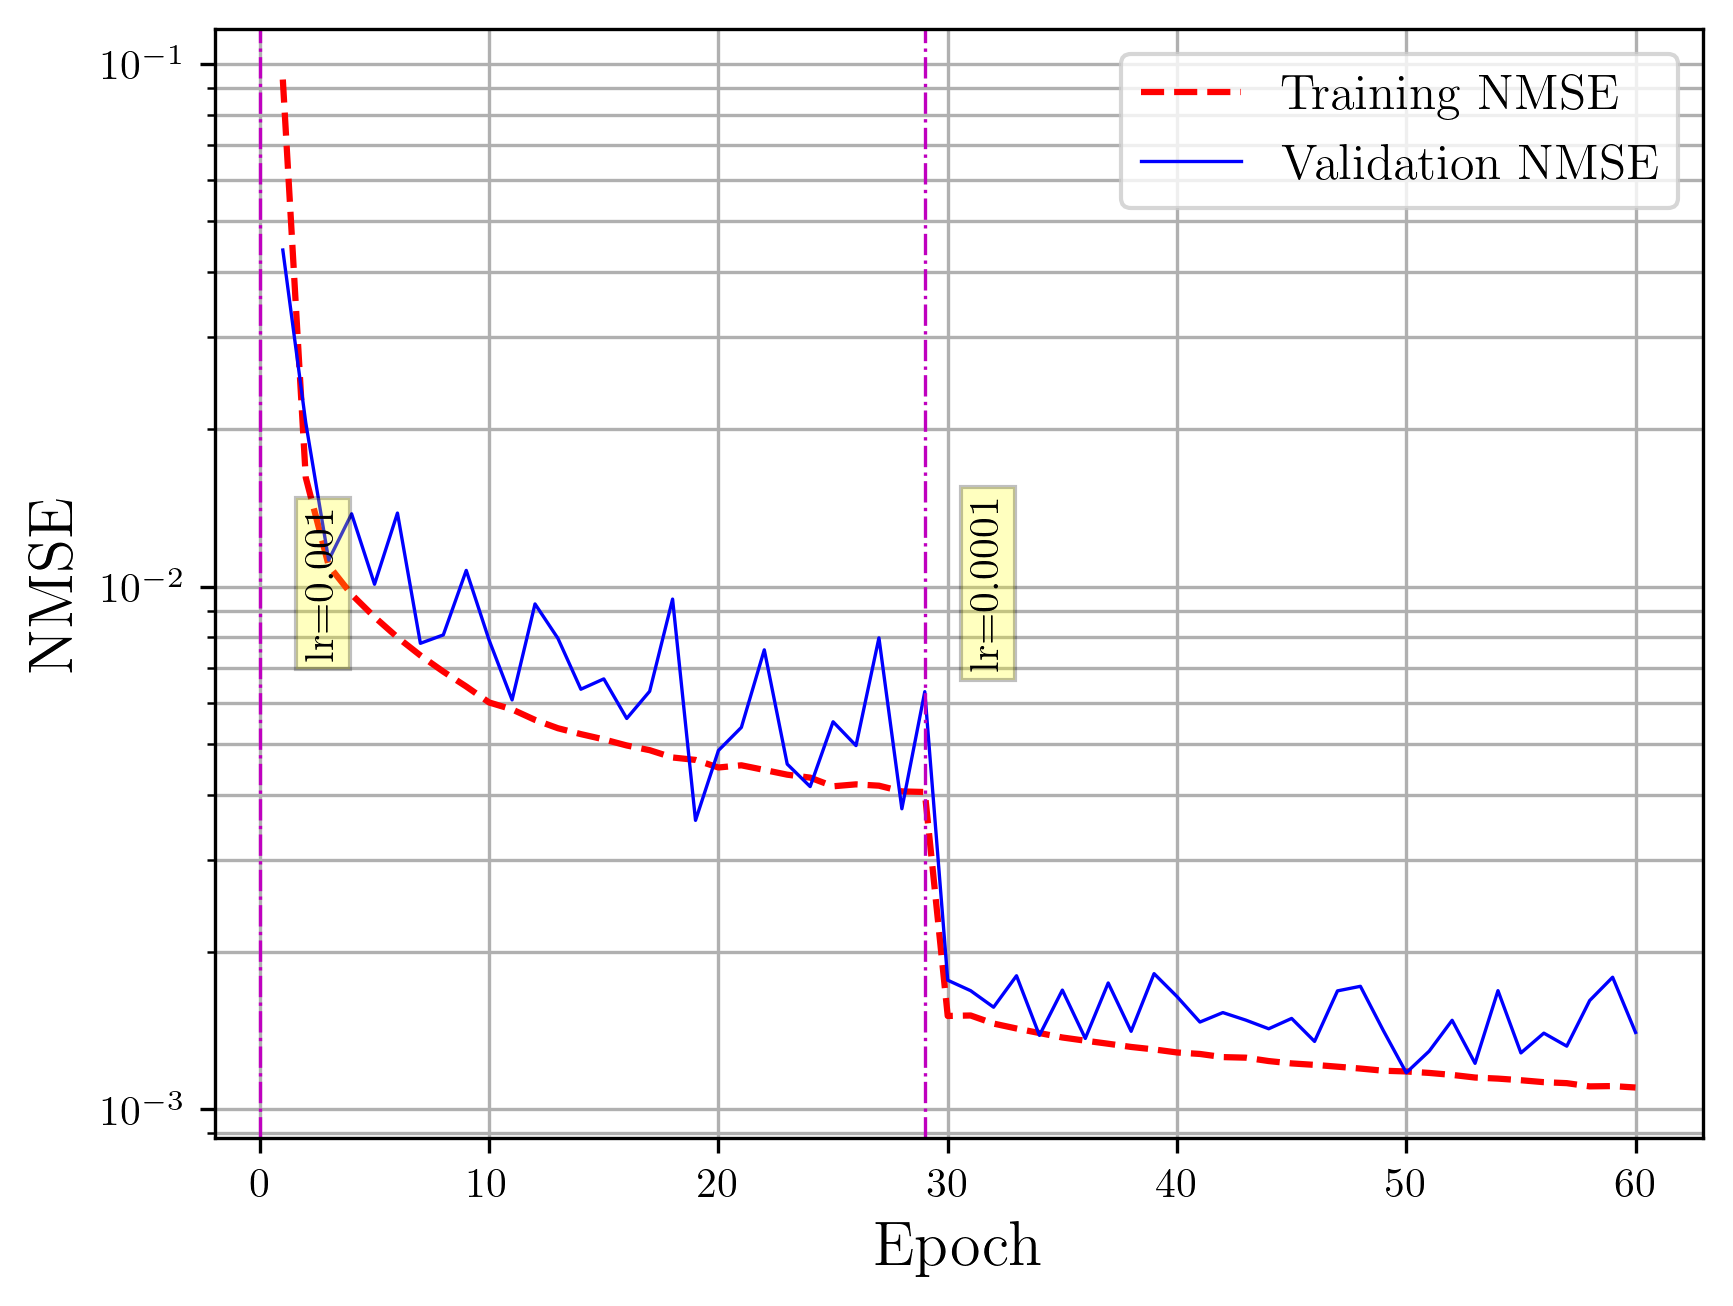 10⁻¹
10⁻²
10⁻³
NMSE
Training NMSE
Validation NMSE
lr=0.001
lr=0.0001
0 10 20 30 40 50 60
Epoch